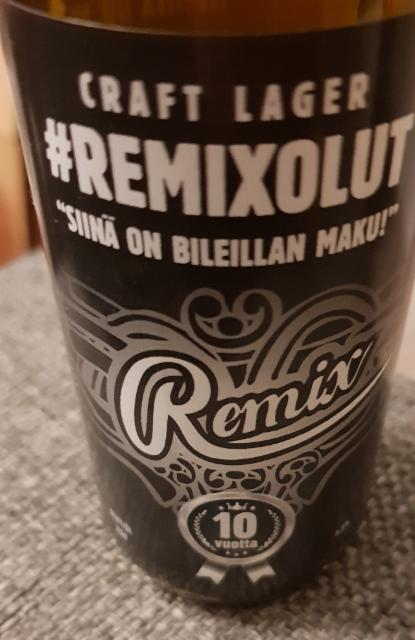 CRAFT LAGER
#REMIXOLUT
"SIINÄ ON BILEILLAN MAKU!"
Remix
10
vuotta